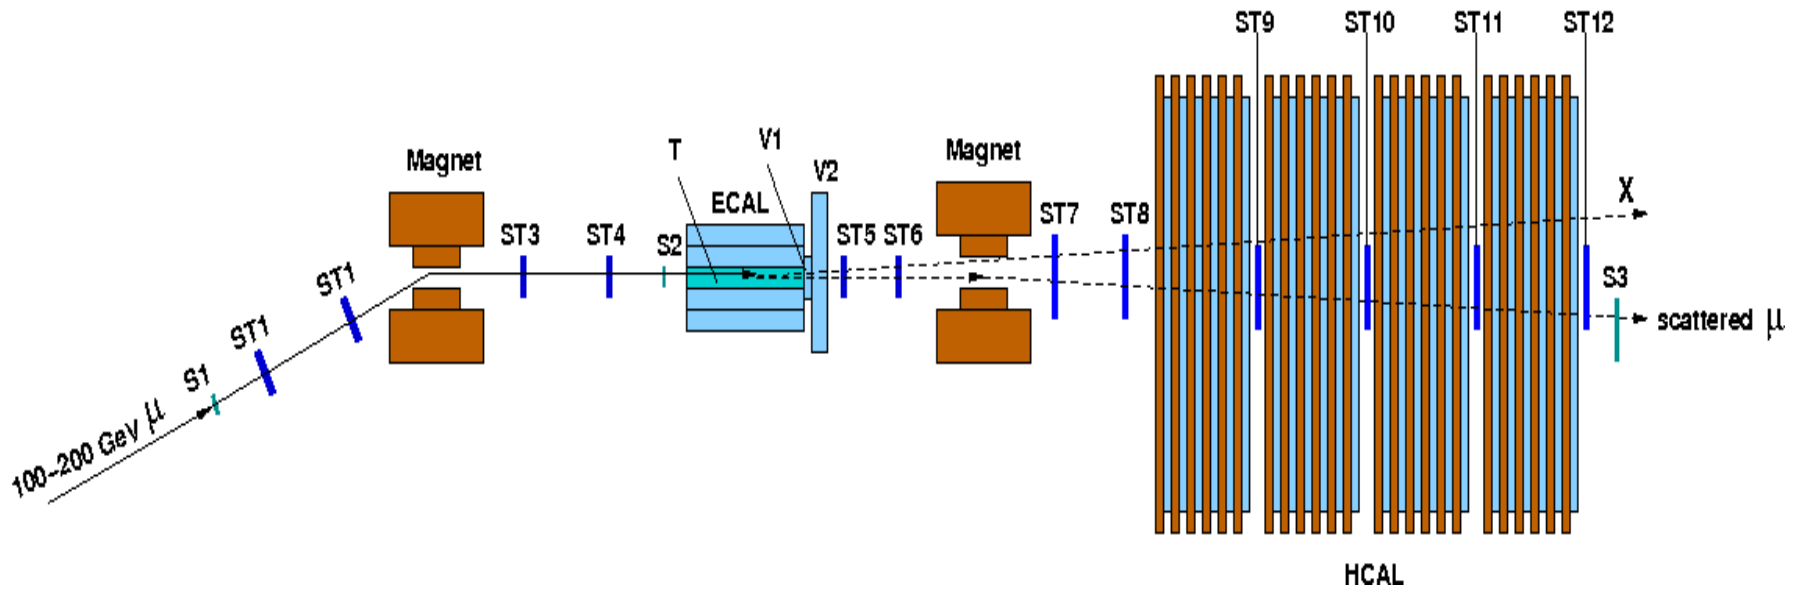 ST9
ST10
ST11
ST12
Magnet
T
V1
V2
Magnet
ECAL
ST3
ST4
S2
ST5
ST6
ST7
ST8
X
S3
scattered μ
ST1
ST1
S1
100-200 GeV μ
HCAL